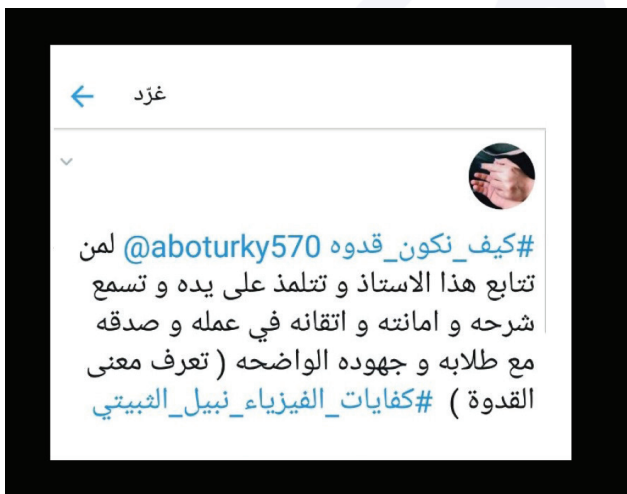 غرّد
#كيف_نكون_قدوه @aboturky570 لمن
تتابع هذا الاستاذ و تتلمذ على يده و تسمع
شرحه و امانته و اتقانه في عمله و صدقه
مع طلابه و جهوده الواضحه ( تعرف معنى
القدوة ) #كفايات_الفيزياء_نبيل_الثبيتي